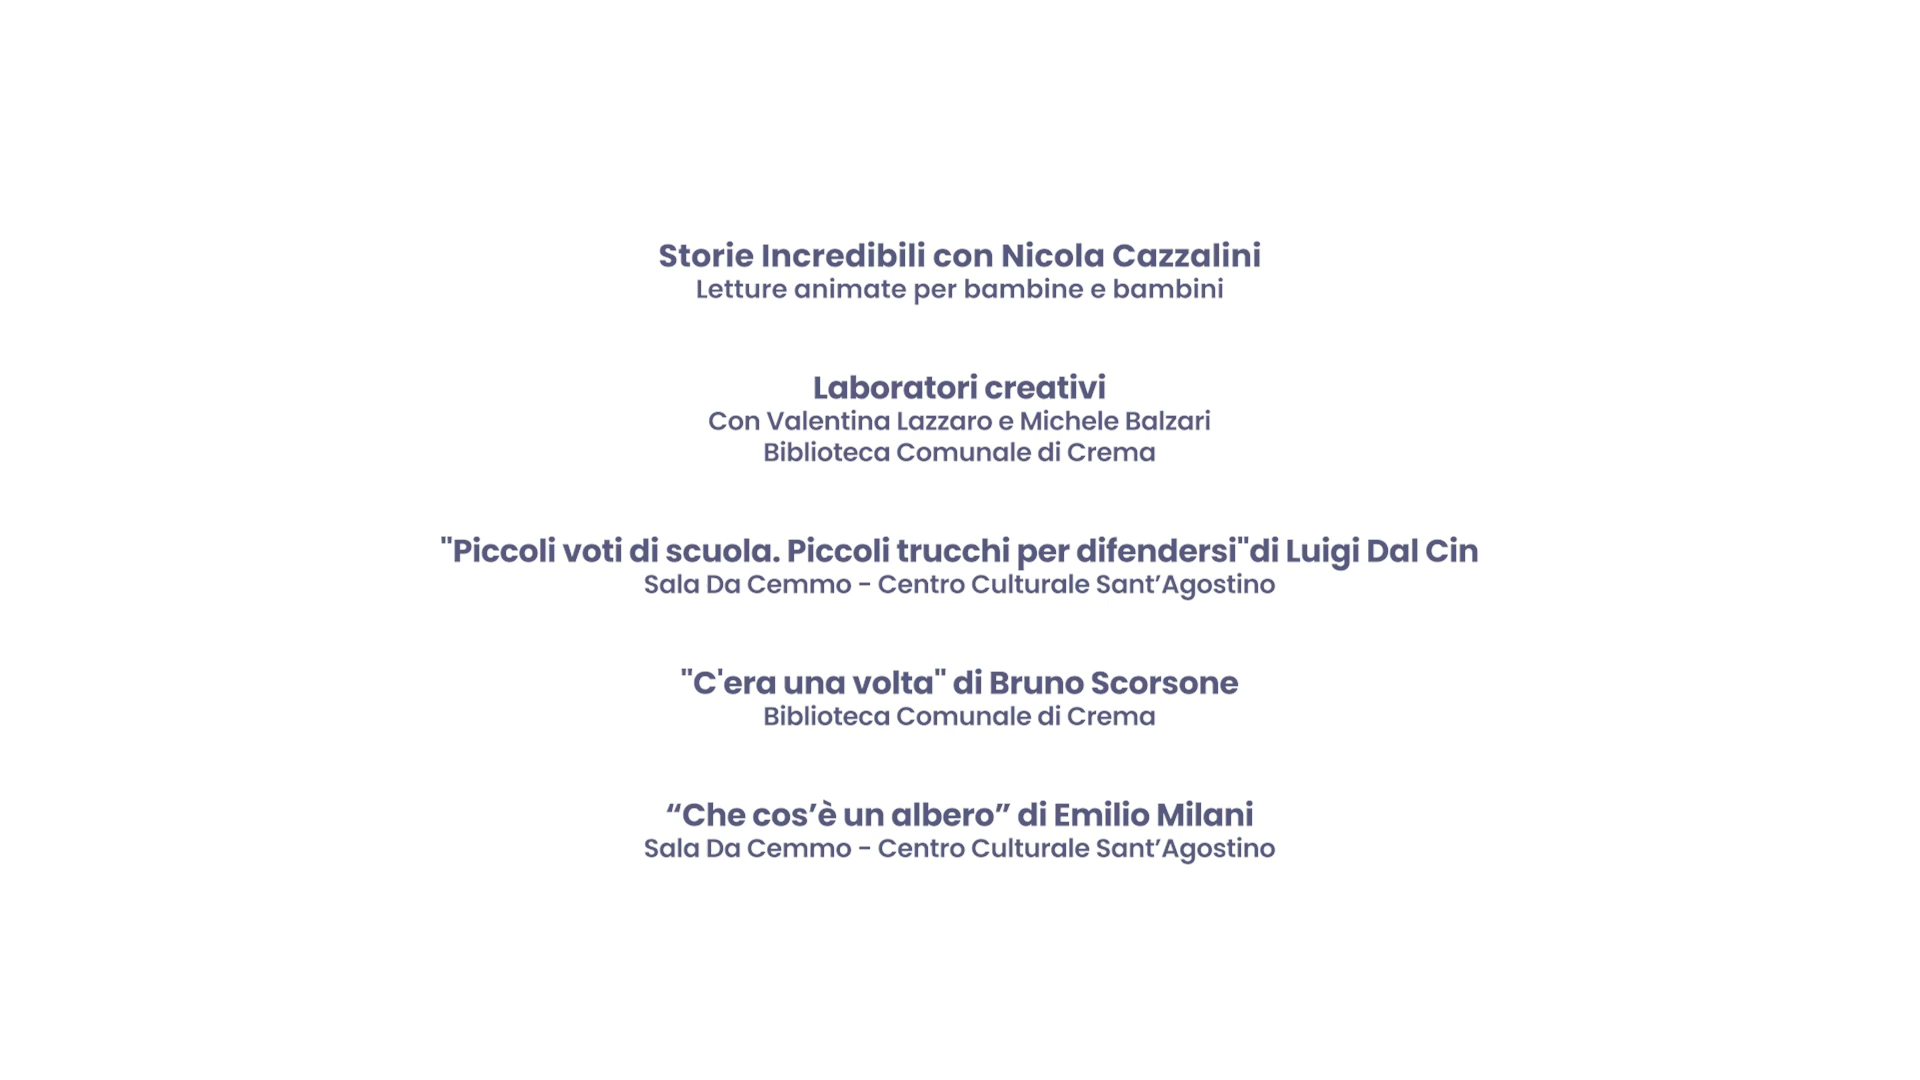 Storie Incredibili con Nicola Cazzalini
Letture animate per bambine e bambini
Laboratori creativi
Con Valentina Lazzaro e Michele Balzari
Biblioteca Comunale di Crema
"Piccoli voti di scuola. Piccoli trucchi per difendersi"di Luigi Dal Cin
Sala Da Cemmo - Centro Culturale Sant’Agostino
"C'era una volta" di Bruno Scorsone
Biblioteca Comunale di Crema
“Che cos’è un albero” di Emilio Milani
Sala Da Cemmo - Centro Culturale Sant’Agostino